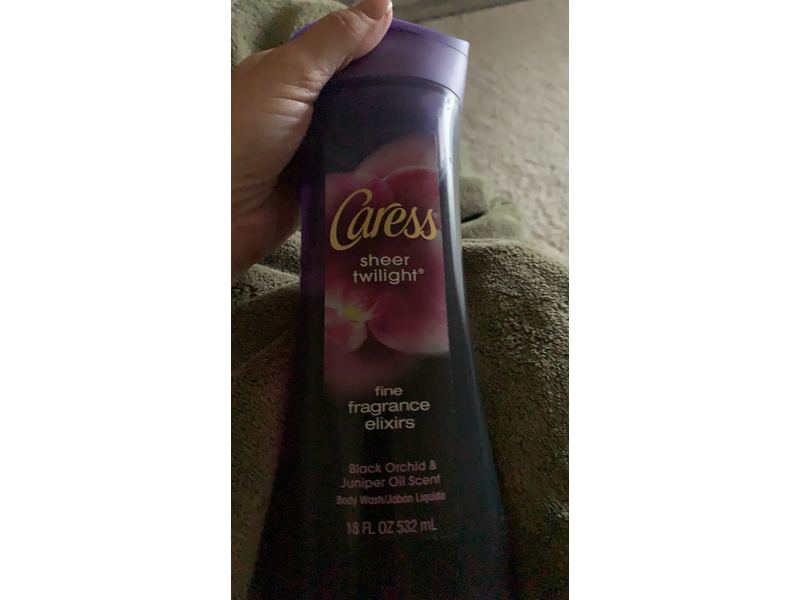 Caress
sheer
twilight®
fine
fragrance
elixirs
Black Orchid &
Juniper Oil Scent
Body Wash/Jabón Líquido
18 FL OZ 532 mL